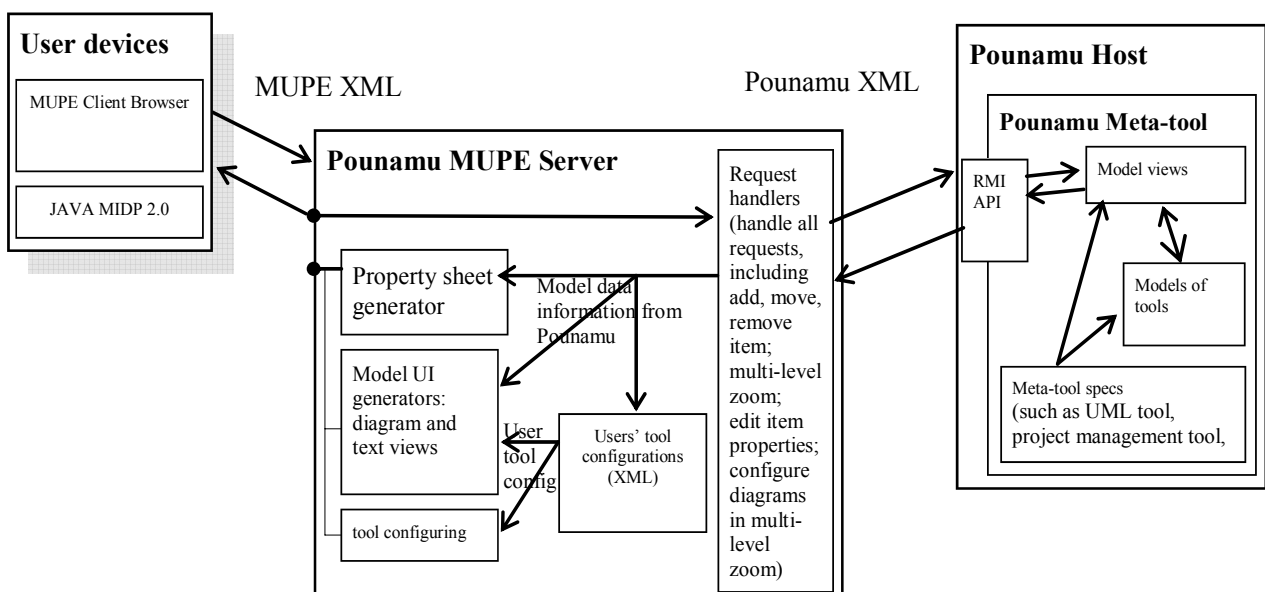 User devices
MUPE Client Browser
JAVA MIDP 2.0
MUPE XML
Pounamu XML
Pounamu MUPE Server
Property sheet
generator
Model data
information from
Pounamu
Model UI
generators:
diagram and
text views
User
tool
config
Users' tool
configurations
(XML)
tool configuring
Request
handlers
(handle all
requests,
including
add, move,
remove
item;
multi-level
zoom;
edit item
properties;
configure
diagrams
in multi-
level
zoom)
Pounamu Host
Pounamu Meta-tool
RMI
API
Model views
Models of
tools
Meta-tool specs
(such as UML tool,
project management tool,